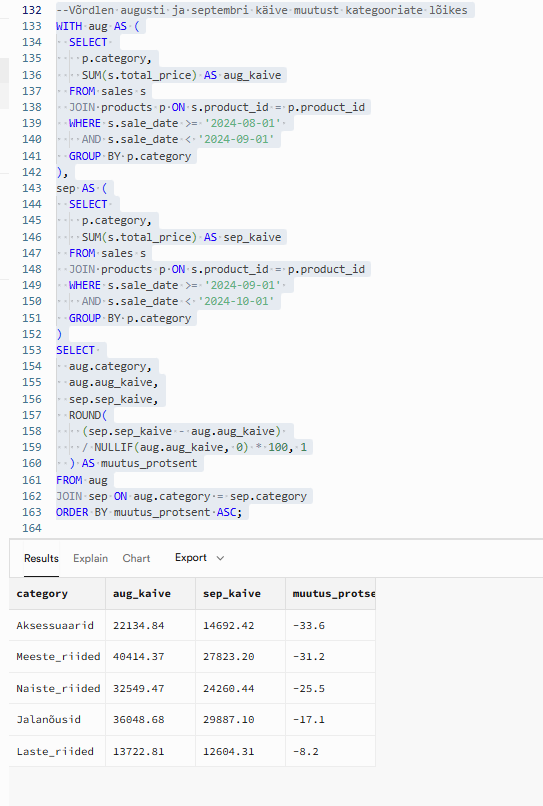 132 --Võrdlen augusti ja septembri käive muutust kategooriate lõikes
133 WITH aug AS (
134 SELECT
135 p.category,
136 SUM(s.total_price) AS aug_kaive
137 FROM sales s
138 JOIN products p ON s.product_id = p.product_id
139 WHERE s.sale_date >= '2024-08-01'
140 AND s.sale_date < '2024-09-01'
141 GROUP BY p.category
142 ),
143 sep AS (
144 SELECT
145 p.category,
146 SUM(s.total_price) AS sep_kaive
147 FROM sales s
148 JOIN products p ON s.product_id = p.product_id
149 WHERE s.sale_date >= '2024-09-01'
150 AND s.sale_date < '2024-10-01'
151 GROUP BY p.category
152 )
153 SELECT
154 aug.category,
155 aug.aug_kaive,
156 sep.sep_kaive,
157 ROUND(
158 (sep.sep_kaive - aug.aug_kaive)
159 / NULLIF(aug.aug_kaive, 0) * 100, 1
160 ) AS muutus_protsent
161 FROM aug
162 JOIN sep ON aug.category = sep.category
163 ORDER BY muutus_protsent ASC;
164
Results Explain Chart Export
category aug_kaive sep_kaive muutus_protse
Aksessuaarid 22134.84 14692.42 -33.6
Meeste_riided 40414.37 27823.20 -31.2
Naiste_riided 32549.47 24260.44 -25.5
Jalanõusid 36048.68 29887.10 -17.1
Laste_riided 13722.81 12604.31 -8.2